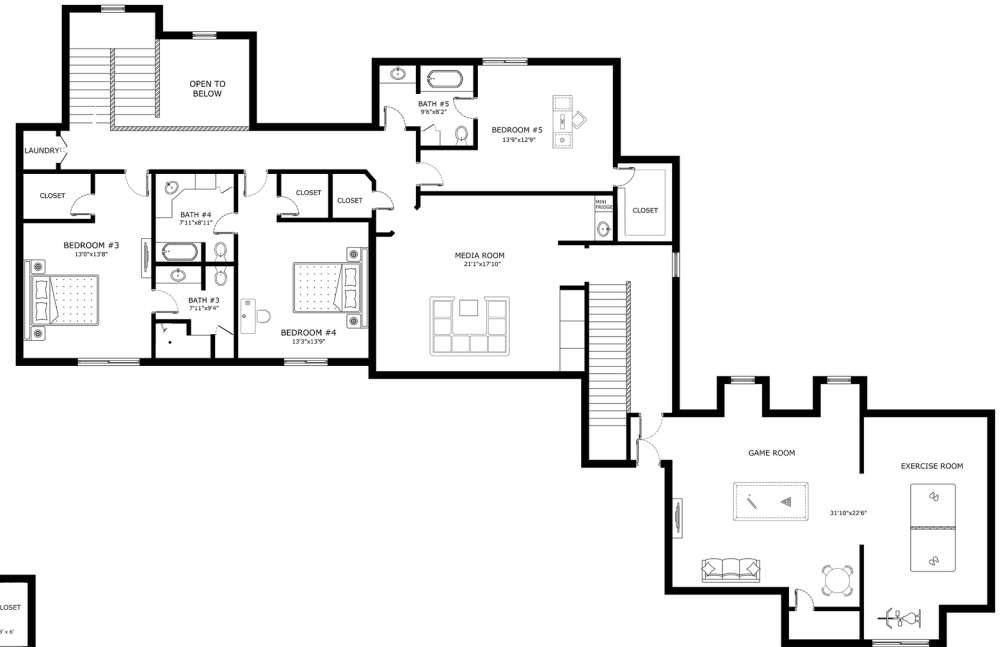 OPEN TO
BELOW
LAUNDRY
CLOSET
BEDROOM #3
13'0"x13'8"
BATH #4
7'11"x8'11"
BATH #3
7'11"x9'4"
CLOSET
CLOSET
BEDROOM #4
13'3"x13'9"
BATH #5
9'6"x8'2"
BEDROOM #5
13'9"x12'9"
CLOSET
MINI
FRIDGE
MEDIA ROOM
21'1"x17'10"
GAME ROOM
31'10"x22'6"
EXERCISE ROOM
LOSET
' x 6'